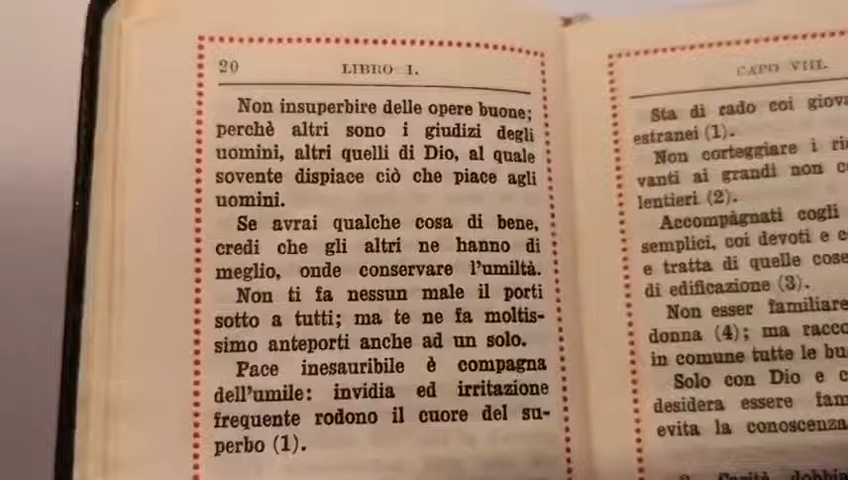 20
LIBRO I.
Non insuperbire delle opere buone;
perchè altri sono i giudizi degli
uomini, altri quelli di Dio, al quale
sovente dispiace ciò che piace agli
uomini.
Se avrai qualche cosa di bene,
credi che gli altri ne hanno di
meglio, onde conservare l'umiltà.
Non ti fa nessun male il porti
sotto a tutti; ma te ne fa moltis-
simo anteporti anche ad un solo.
Pace inesauribile è compagna
dell'umile: invidia ed irritazione
frequente rodono il cuore del su-
perbo (1).
CAPO VIII.
Sta di rado coi
estranei (1).
Non corteggiare i
vanti ai grandi non
lentieri (2).
Accompàgnati cogli
semplici, coi devoti e
e tratta di quelle cose
di edificazione (3).
Non esser familiare
donna (4); ma
in comune tutte le
Solo con Dio e
desidera essere
evita la conoscenza